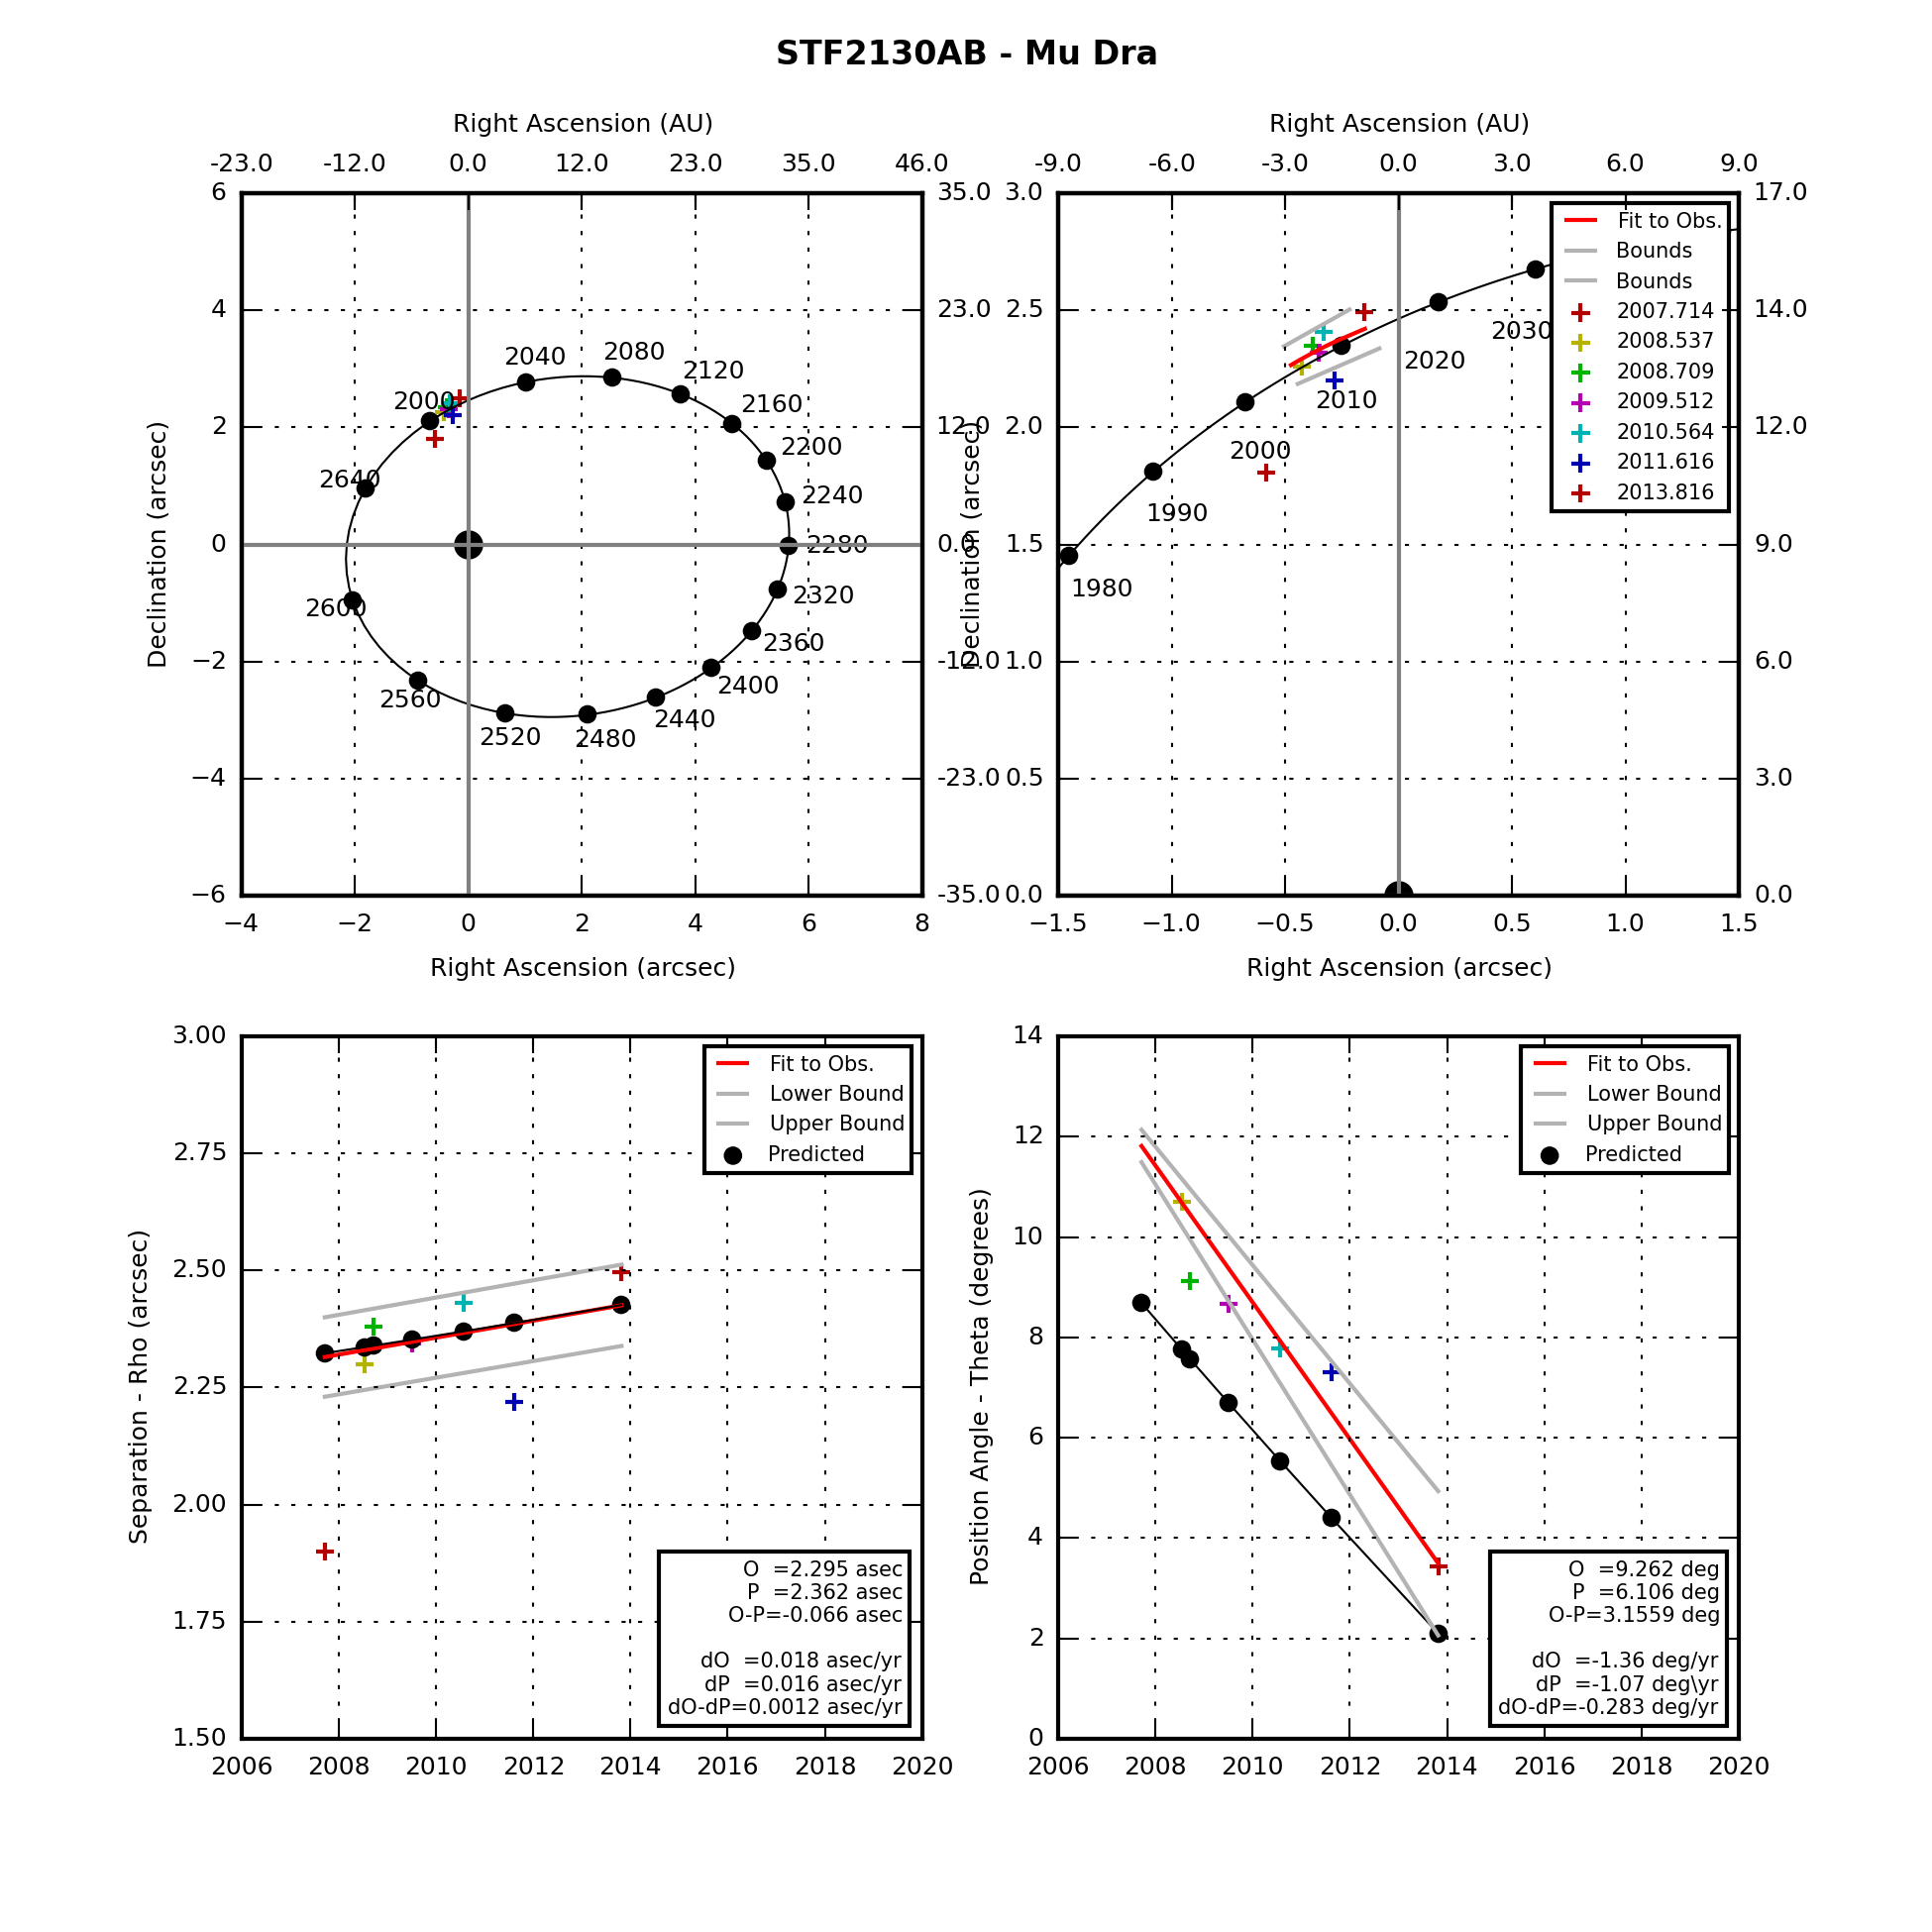 STF2130AB - Mu Dra
Right Ascension (AU)
-23.0 -12.0 0.0 12.0 23.0 35.0 46.0
6
4
2
0
−2
−4
−6
Declination (arcsec)
2000
2040
2080
2120
2160
2200
2240
2280
2320
2360
2400
2440
2480
2520
2560
2600
2640
35.0
23.0
12.0
0.0
-12.0
-23.0
-35.0
−4 −2 0 2 4 6 8
Right Ascension (arcsec)
Right Ascension (AU)
-9.0 -6.0 -3.0 0.0 3.0 6.0 9.0
3.0
2.5
2.0
1.5
1.0
0.5
0.0
Declination (arcsec)
1980
1990
2000
2010
2020
2030
Fit to Obs.
Bounds
Bounds
2007.714
2008.537
2008.709
2009.512
2010.564
2011.616
2013.816
17.0
14.0
12.0
9.0
6.0
3.0
0.0
−1.5 −1.0 −0.5 0.0 0.5 1.0 1.5
Right Ascension (arcsec)
3.00
2.75
2.50
2.25
2.00
1.75
1.50
Separation - Rho (arcsec)
Fit to Obs.
Lower Bound
Upper Bound
Predicted
O =2.295 asec
P =2.362 asec
O-P=-0.066 asec
dO =0.018 asec/yr
dP =0.016 asec/yr
dO-dP=0.0012 asec/yr
2006 2008 2010 2012 2014 2016 2018 2020
14
12
10
8
6
4
2
0
Position Angle - Theta (degrees)
Fit to Obs.
Lower Bound
Upper Bound
Predicted
O =9.262 deg
P =6.106 deg
O-P=3.1559 deg
dO =-1.36 deg/yr
dP =-1.07 deg\yr
dO-dP=-0.283 deg/yr
2006 2008 2010 2012 2014 2016 2018 2020